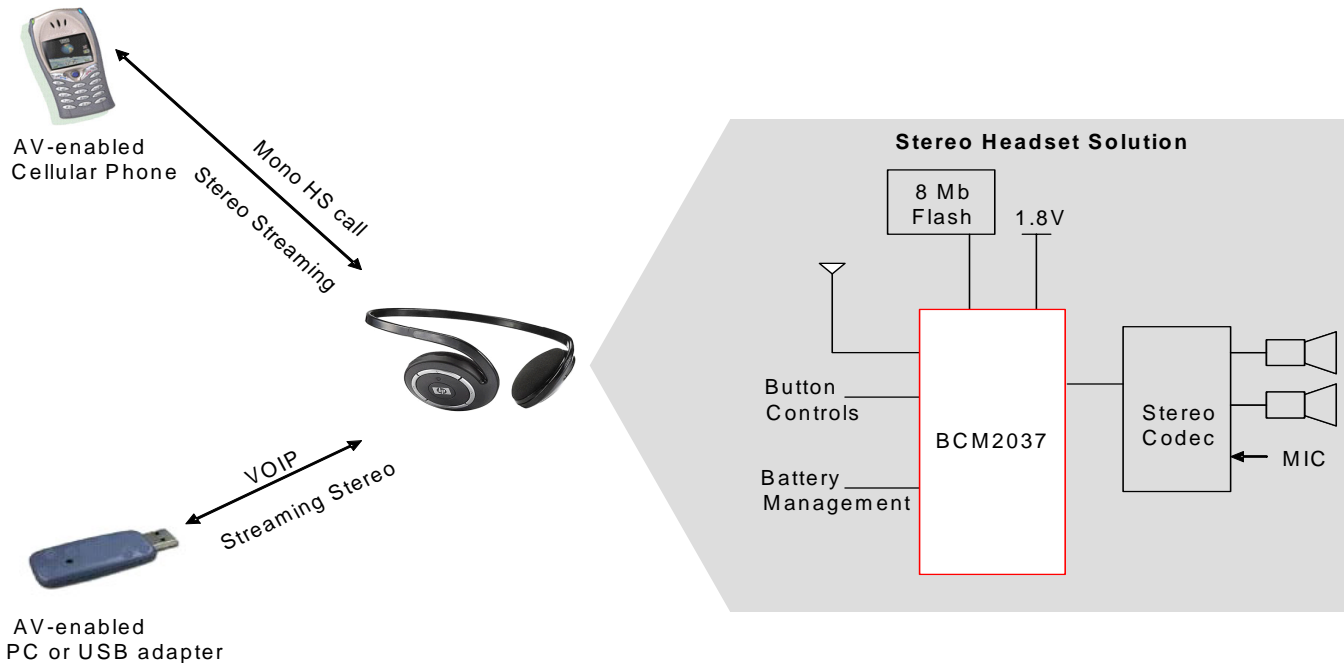 AV-enabled
Cellular Phone
Mono HS call
Stereo Streaming
VOIP
Streaming Stereo
AV-enabled
PC or USB adapter
Stereo Headset Solution
8 Mb
Flash
1.8V
Button
Controls
Battery
Management
BCM2037
Stereo
Codec
MIC
hp